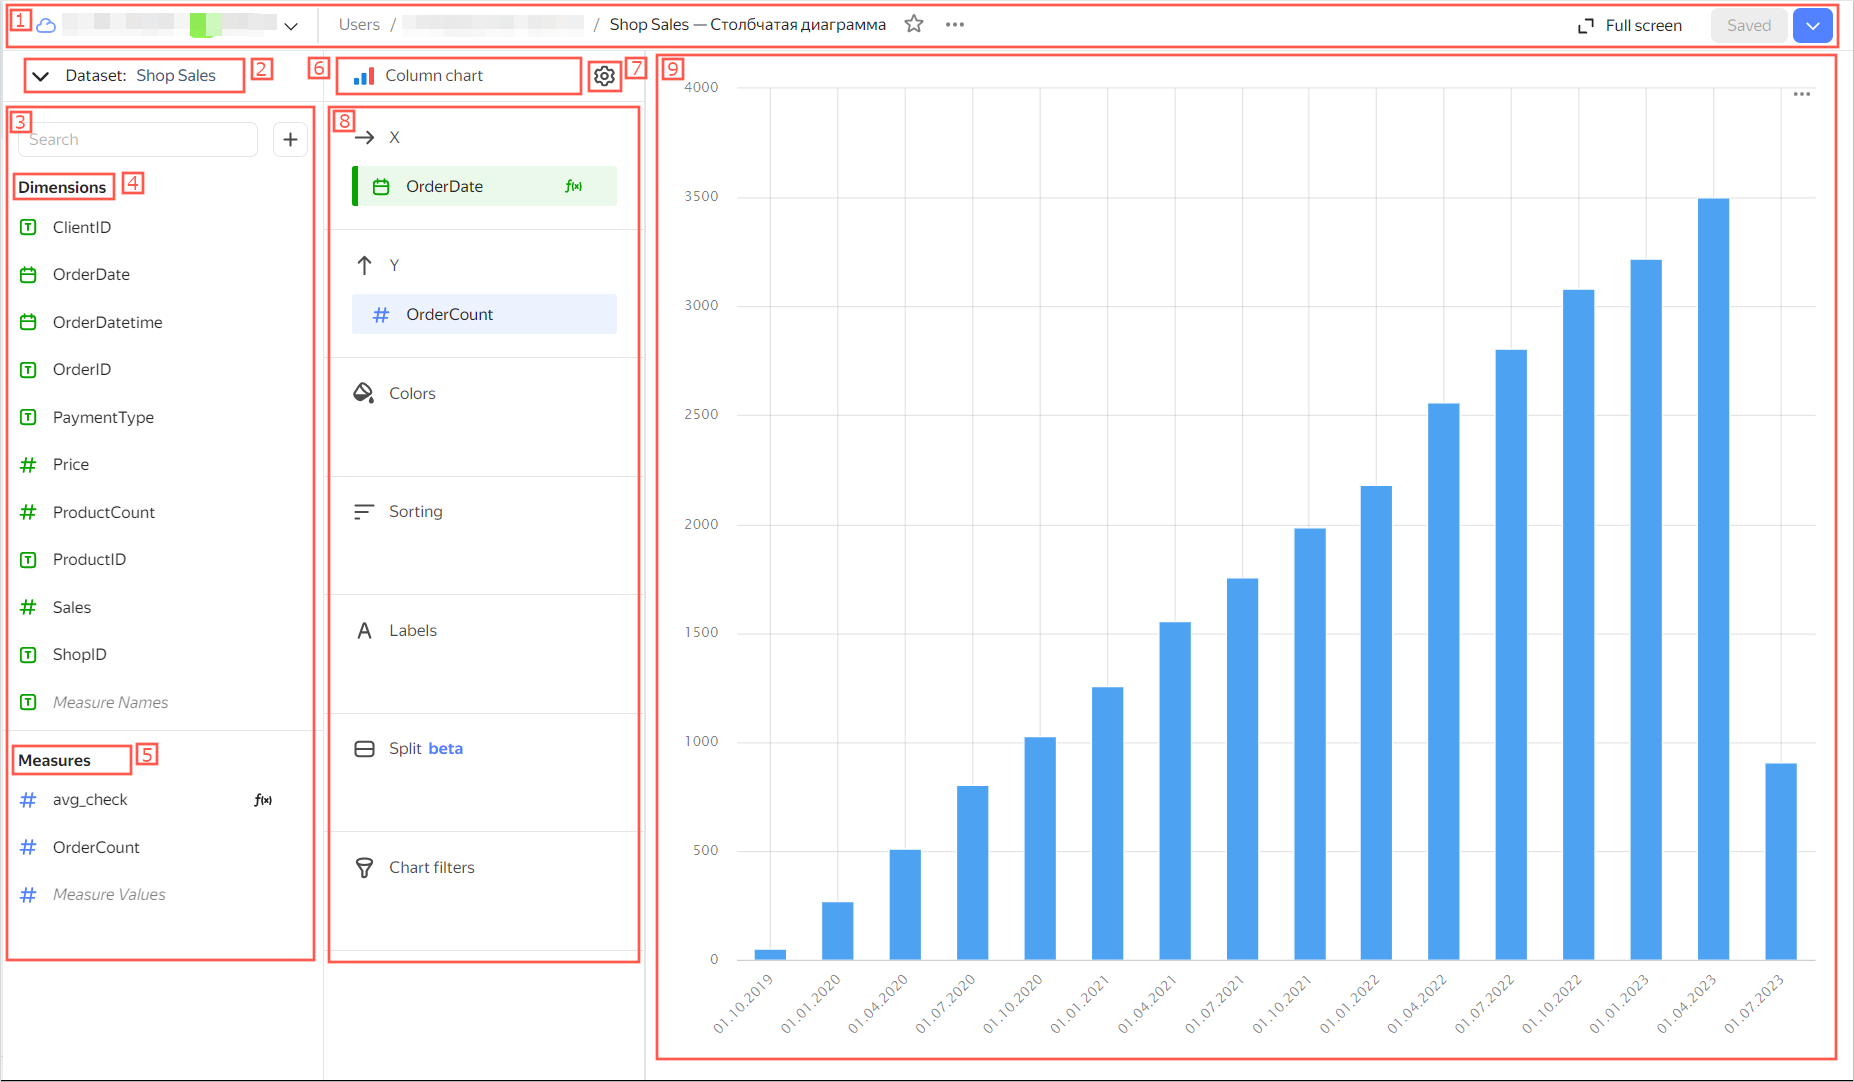 1
Users / / Shop Sales — Столбчатая диаграмма
Full screen
Saved
Dataset: Shop Sales
2
3
Search
Dimensions
4
ClientID
OrderDate
OrderDatetime
OrderID
PaymentType
Price
ProductCount
ProductID
Sales
ShopID
Measure Names
Measures
5
avg_check f(x)
OrderCount
Measure Values
6
Column chart
7
8
X
OrderDate f(x)
Y
OrderCount
Colors
Sorting
Labels
Split beta
Chart filters
9
4000
3500
3000
2500
2000
1500
1000
500
0
01.10.2019
01.01.2020
01.04.2020
01.07.2020
01.10.2020
01.01.2021
01.04.2021
01.07.2021
01.10.2021
01.01.2022
01.04.2022
01.07.2022
01.10.2022
01.01.2023
01.04.2023
01.07.2023